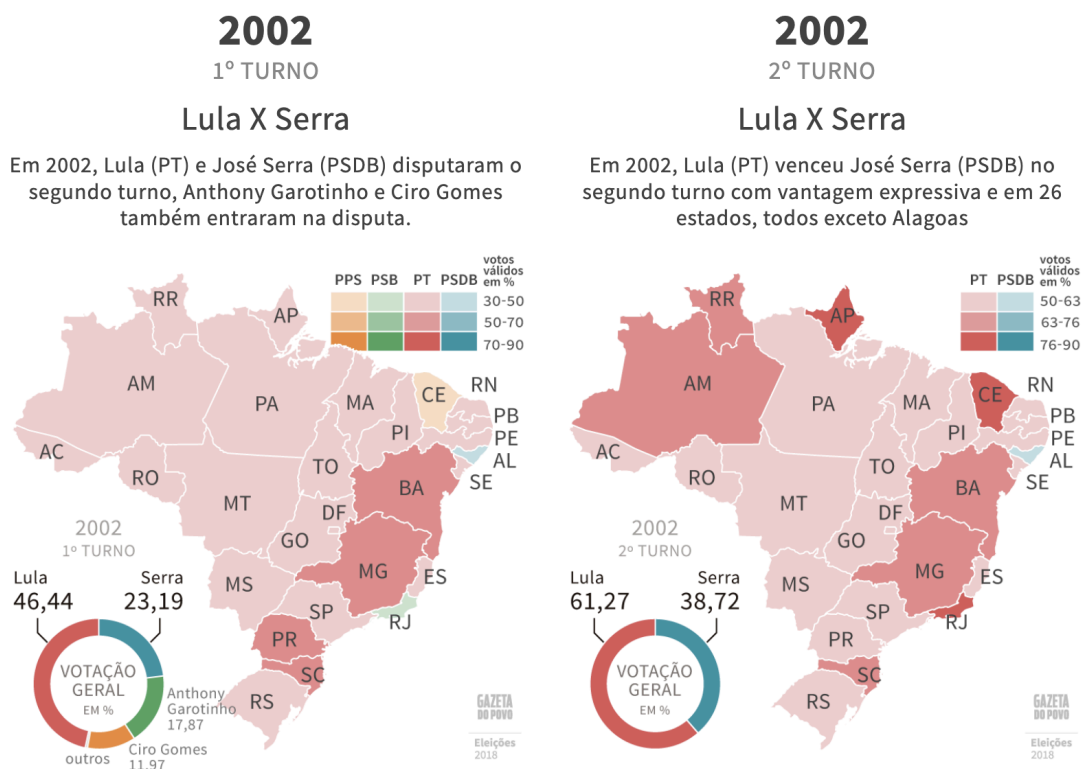 2002
1º TURNO
Lula X Serra
Em 2002, Lula (PT) e José Serra (PSDB) disputaram o
segundo turno, Anthony Garotinho e Ciro Gomes
também entraram na disputa.
PPS PSB PT PSDB
votos
válidos
em %
30-50
50-70
70-90
RR
AP
AM
PA
MA
CE
RN
PB
PE
AL
SE
PI
AC
RO
TO
BA
MT
DF
GO
MG
ES
MS
SP
RJ
PR
SC
RS
2002
1º TURNO
Lula
46,44
Serra
23,19
VOTAÇÃO
GERAL
EM %
Anthony
Garotinho
17,87
Ciro Gomes
11,97
outros
GAZETA
DO POVO
Eleições
2018
2002
2º TURNO
Lula X Serra
Em 2002, Lula (PT) venceu José Serra (PSDB) no
segundo turno com vantagem expressiva e em 26
estados, todos exceto Alagoas
PT PSDB
votos
válidos
em %
50-63
63-76
76-90
RR
AP
AM
PA
MA
CE
RN
PB
PE
AL
SE
PI
AC
RO
TO
BA
MT
DF
GO
MG
ES
MS
SP
RJ
PR
SC
RS
2002
2º TURNO
Lula
61,27
Serra
38,72
VOTAÇÃO
GERAL
EM %
GAZETA
DO POVO
Eleições
2018